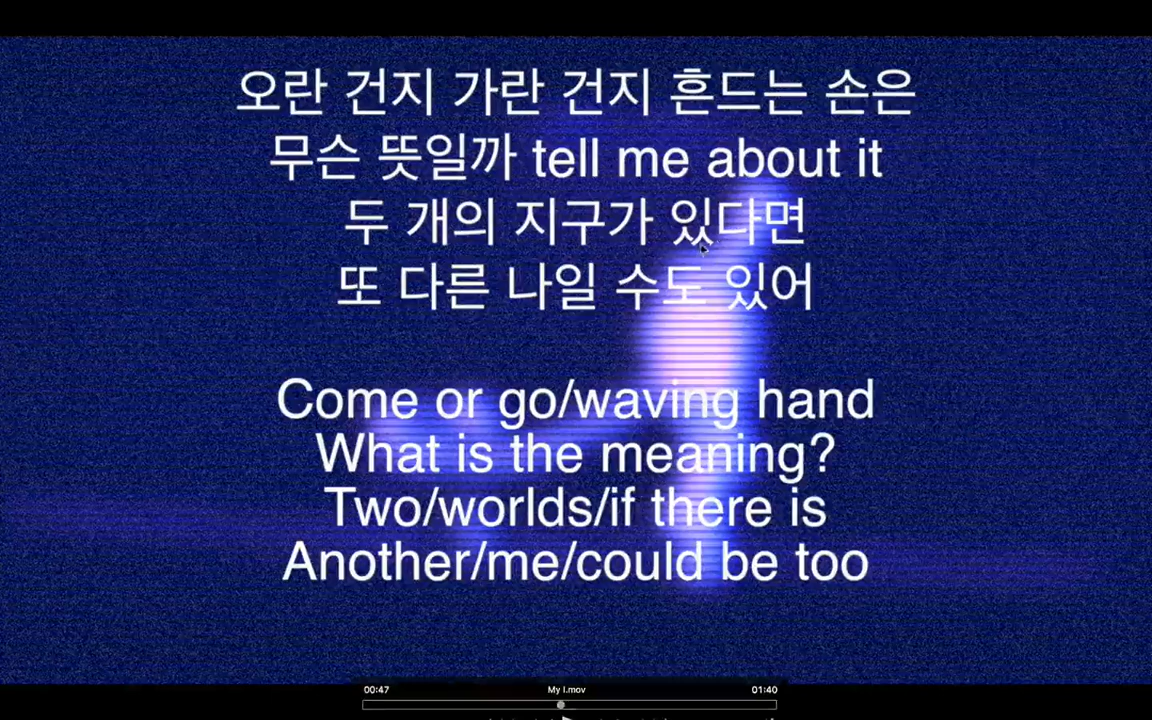 오란 건지 가란 건지 흔드는 손은
무슨 뜻일까 tell me about it
두 개의 지구가 있다면
또 다른 나일 수도 있어
Come or go/waving hand
What is the meaning?
Two/worlds/if there is
Another/me/could be too
00:47 My I.mov 01:40